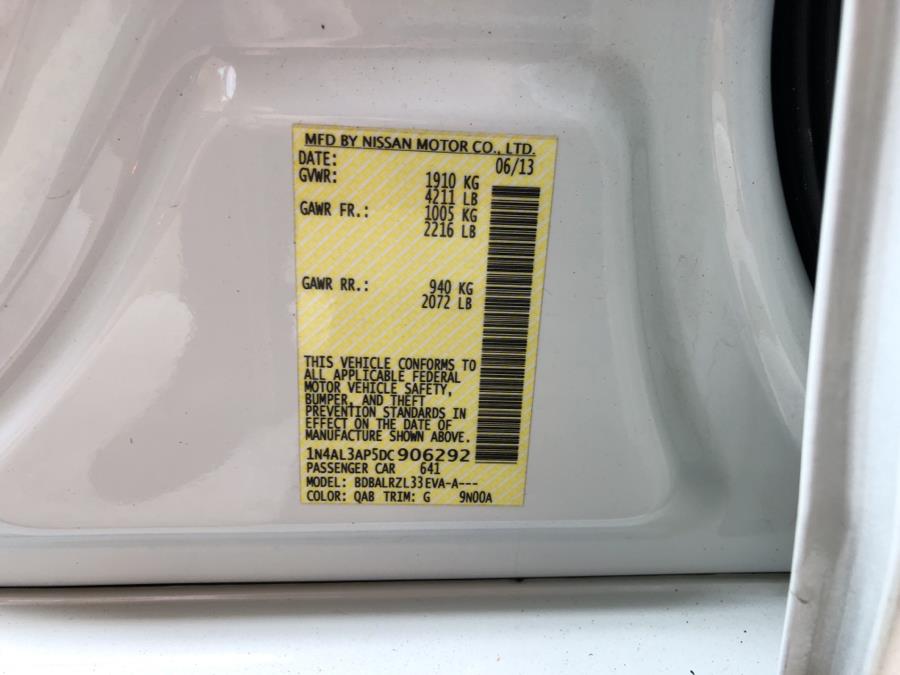 MFD BY NISSAN MOTOR CO., LTD.
DATE: 06/13
GVWR: 1910 KG
4211 LB
GAWR FR.: 1005 KG
2216 LB
GAWR RR.: 940 KG
2072 LB
THIS VEHICLE CONFORMS TO
ALL APPLICABLE FEDERAL
MOTOR VEHICLE SAFETY,
BUMPER, AND THEFT
PREVENTION STANDARDS IN
EFFECT ON THE DATE OF
MANUFACTURE SHOWN ABOVE.
1N4AL3AP5DC906292
PASSENGER CAR 641
MODEL: BDBALRZL33EVA-A---
COLOR: QAB TRIM: G 9N00A